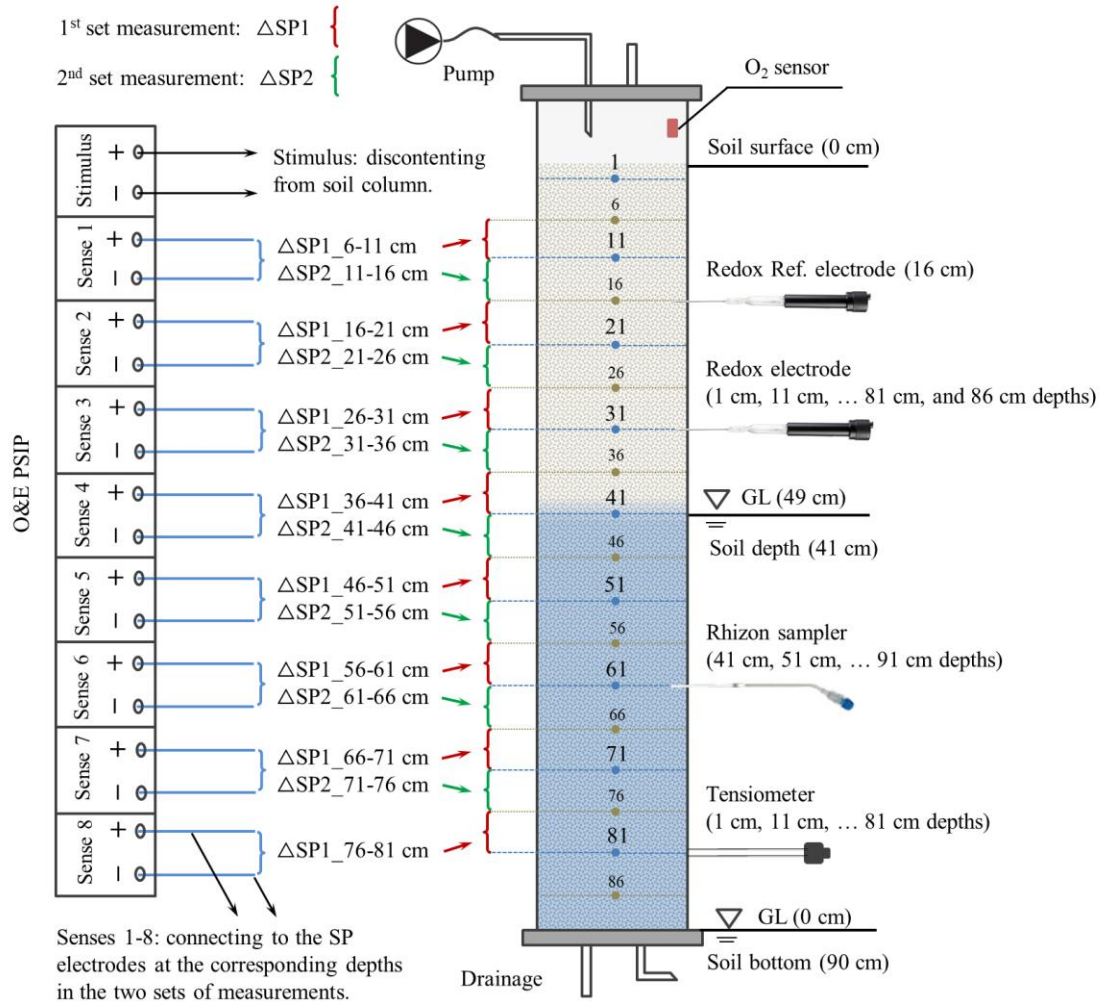 1st set measurement: △SP1
2nd set measurement: △SP2
Pump
O2 sensor
Soil surface (0 cm)
O&E PSIP
Stimulus
+
−
Stimulus: discontenting
from soil column.
Sense 1
+
−
△SP1_6-11 cm
△SP2_11-16 cm
Sense 2
+
−
△SP1_16-21 cm
△SP2_21-26 cm
Sense 3
+
−
△SP1_26-31 cm
△SP2_31-36 cm
Sense 4
+
−
△SP1_36-41 cm
△SP2_41-46 cm
Sense 5
+
−
△SP1_46-51 cm
△SP2_51-56 cm
Sense 6
+
−
△SP1_56-61 cm
△SP2_61-66 cm
Sense 7
+
−
△SP1_66-71 cm
△SP2_71-76 cm
Sense 8
+
−
△SP1_76-81 cm
Senses 1-8: connecting to the SP
electrodes at the corresponding depths
in the two sets of measurements.
1
6
11
16
21
26
31
36
41
46
51
56
61
66
71
76
81
86
Redox Ref. electrode (16 cm)
Redox electrode
(1 cm, 11 cm, … 81 cm, and 86 cm depths)
GL (49 cm)
Soil depth (41 cm)
Rhizon sampler
(41 cm, 51 cm, … 91 cm depths)
Tensiometer
(1 cm, 11 cm, … 81 cm depths)
GL (0 cm)
Soil bottom (90 cm)
Drainage